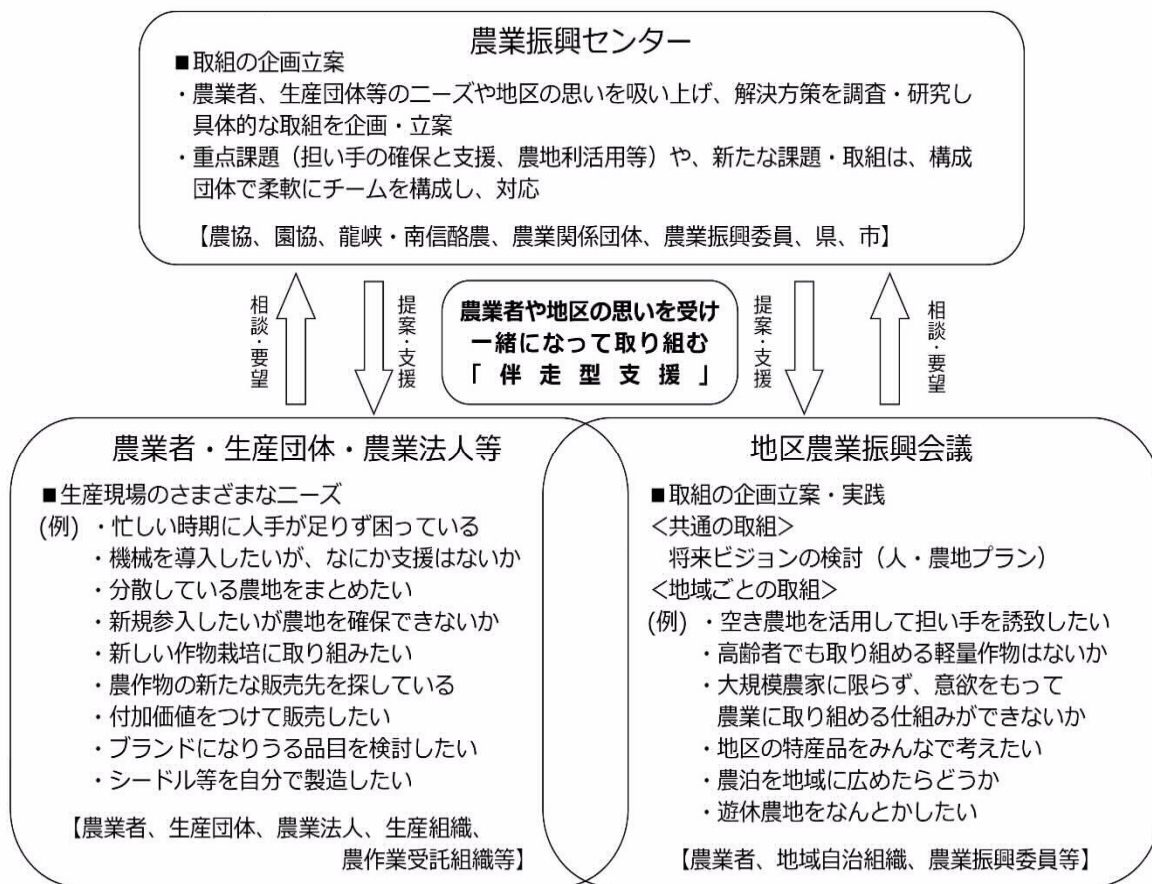 農業振興センター
■取組の企画立案
・農業者、生産団体等のニーズや地区の思いを吸い上げ、解決方策を調査・研究し
具体的な取組を企画・立案
・重点課題（担い手の確保と支援、農地利活用等）や、新たな課題・取組は、構成
団体で柔軟にチームを構成し、対応
【農協、園協、龍峡・南信酪農、農業関係団体、農業振興委員、県、市】
相談・要望
提案・支援
農業者や地区の思いを受け
一緒になって取り組む
「伴走型支援」
提案・支援
相談・要望
農業者・生産団体・農業法人等
■生産現場のさまざまなニーズ
(例) ・忙しい時期に人手が足りず困っている
・機械を導入したいが、なにか支援はないか
・分散している農地をまとめたい
・新規参入したいが農地を確保できないか
・新しい作物栽培に取り組みたい
・農作物の新たな販売先を探している
・付加価値をつけて販売したい
・ブランドになりうる品目を検討したい
・シードル等を自分で製造したい
【農業者、生産団体、農業法人、生産組織、
農作業受託組織等】
地区農業振興会議
■取組の企画立案・実践
＜共通の取組＞
将来ビジョンの検討（人・農地プラン）
＜地域ごとの取組＞
(例) ・空き農地を活用して担い手を誘致したい
・高齢者でも取り組める軽量作物はないか
・大規模農家に限らず、意欲をもって
農業に取り組める仕組みができないか
・地区の特産品をみんなで考えたい
・農泊を地域に広めたらどうか
・遊休農地をなんとかしたい
【農業者、地域自治組織、農業振興委員等】